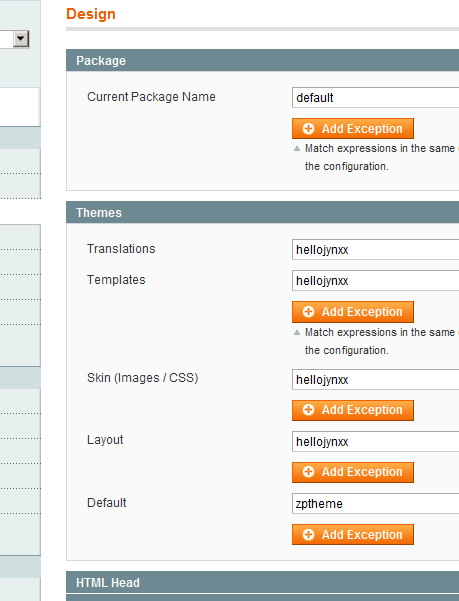 Design
Package
Current Package Name
default
Add Exception
Match expressions in the same
the configuration.
Themes
Translations
hellojynxx
Templates
hellojynxx
Add Exception
Match expressions in the same
the configuration.
Skin (Images / CSS)
hellojynxx
Add Exception
Layout
hellojynxx
Add Exception
Default
zptheme
Add Exception
HTML Head